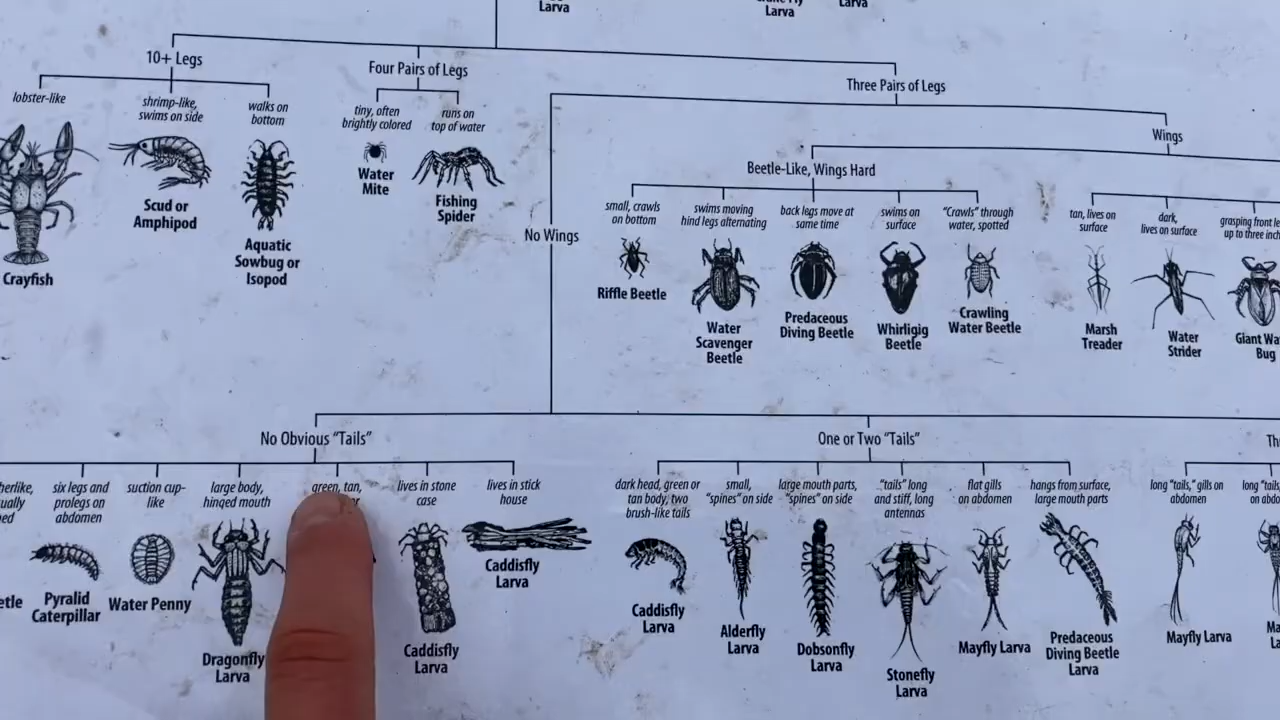 Larva
Larva
Larva
10+ Legs
Four Pairs of Legs
Three Pairs of Legs
lobster-like
shrimp-like,
swims on side
walks on
bottom
tiny, often
brightly colored
runs on
top of water
Wings
Crayfish
Scud or
Amphipod
Aquatic
Sowbug or
Isopod
Water
Mite
Fishing
Spider
No Wings
Beetle-Like, Wings Hard
small, crawls
on bottom
swims moving
hind legs alternating
back legs move at
same time
swims on
surface
"Crawls" through
water, spotted
tan, lives on
surface
dark,
lives on surface
grasping front
up to three
Riffle Beetle
Water
Scavenger
Beetle
Predaceous
Diving Beetle
Whirligig
Beetle
Crawling
Water Beetle
Marsh
Treader
Water
Strider
Giant
Bug
No Obvious "Tails"
One or Two "Tails"
six legs and
prolegs on
abdomen
suction cup-
like
large body,
hinged mouth
green, tan,
lives in stone
case
lives in stick
house
dark head, green or
tan body, two
brush-like tails
small,
"spines" on side
large mouth parts,
"spines" on side
"tails" long
and stiff, long
antennas
flat gills
on abdomen
hangs from surface,
large mouth parts
long "tails," gills on
abdomen
long "tails,
on
Pyralid
Caterpillar
Water Penny
Dragonfly
Larva
Caddisfly
Larva
Caddisfly
Larva
Caddisfly
Larva
Alderfly
Larva
Dobsonfly
Larva
Stonefly
Larva
Mayfly Larva
Predaceous
Diving Beetle
Larva
Mayfly Larva